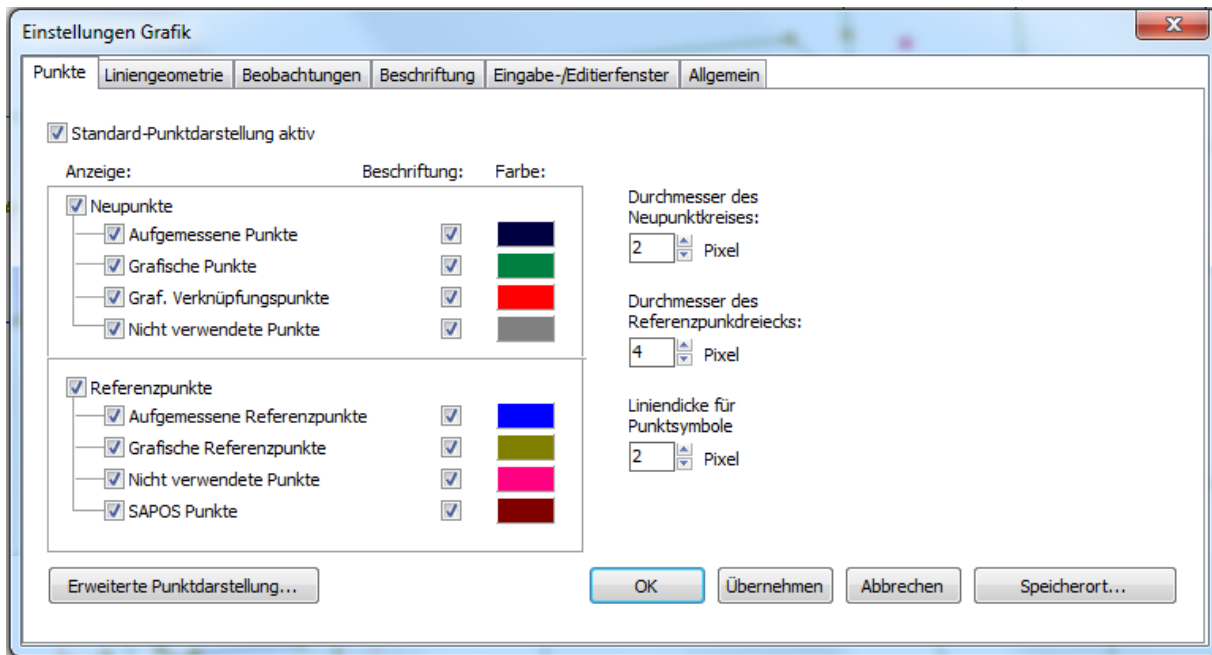 Einstellungen Grafik
Punkte Liniengeometrie Beobachtungen Beschriftung Eingabe-/Editierfenster Allgemein
Standard-Punktdarstellung aktiv
Anzeige: Beschriftung: Farbe:
Neupunkte
Aufgemessene Punkte
Grafische Punkte
Graf. Verknüpfungspunkte
Nicht verwendete Punkte
Referenzpunkte
Aufgemessene Referenzpunkte
Grafische Referenzpunkte
Nicht verwendete Punkte
SAPOS Punkte
Durchmesser des
Neupunktkreises:
2 Pixel
Durchmesser des
Referenzpunkdreiecks:
4 Pixel
Liniendicke für
Punktsymbole
2 Pixel
Erweiterte Punktdarstellung... OK Übernehmen Abbrechen Speicherort...